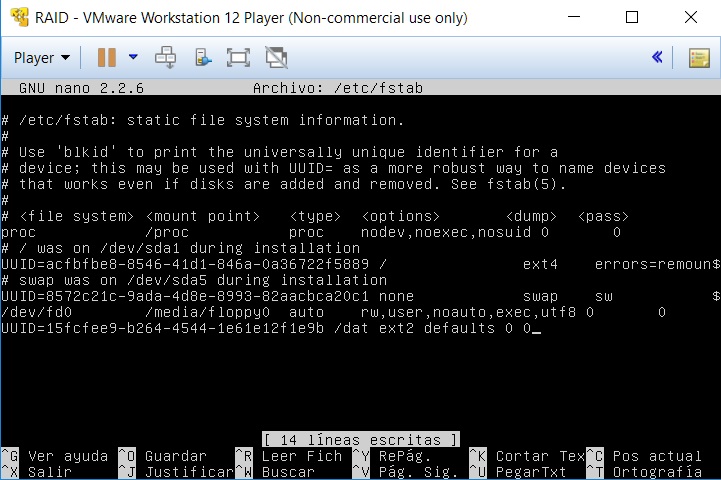 RAID - VMware Workstation 12 Player (Non-commercial use only)
Player
GNU nano 2.2.6 Archivo: /etc/fstab
# /etc/fstab: static file system information.
#
# Use 'blkid' to print the universally unique identifier for a
# device; this may be used with UUID= as a more robust way to name devices
# that works even if disks are added and removed. See fstab(5).
#
# <file system> <mount point> <type> <options> <dump> <pass>
proc /proc proc nodev,noexec,nosuid 0 0
# / was on /dev/sda1 during installation
UUID=acfbfbe8-8546-41d1-846a-0a36722f5889 / ext4 errors=remoun$
# swap was on /dev/sda5 during installation
UUID=8572c21c-9ada-4d8e-8993-82aacbca20c1 none swap sw $
/dev/fd0 /media/floppy0 auto rw,user,noauto,exec,utf8 0 0
UUID=15fcfee9-b264-4544-1e61e12f1e9b /dat ext2 defaults 0 0_
[ 14 líneas escritas ]
^G Ver ayuda ^O Guardar ^R Leer Fich ^Y RePág. ^K Cortar Tex ^C Pos actual
^X Salir ^J Justificar ^W Buscar ^V Pág. Sig. ^U PegarTxt ^T Ortografía